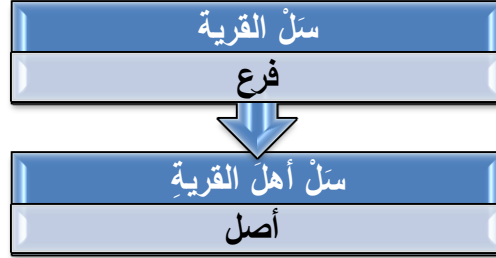 سَلْ القرية
فرع
سَلْ أهلَ القريةِ
أصل